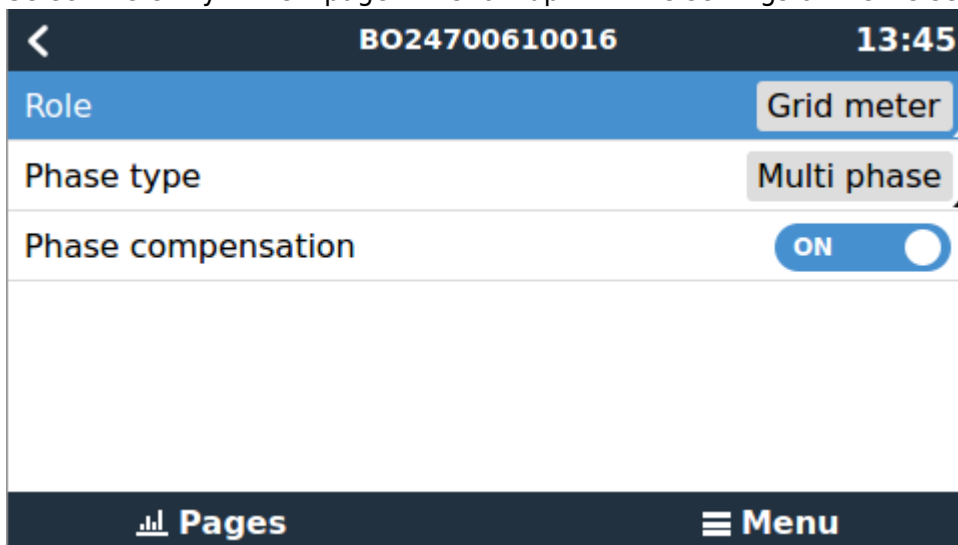 BO24700610016 13:45
Role Grid meter
Phase type Multi phase
Phase compensation ON
Pages Menu